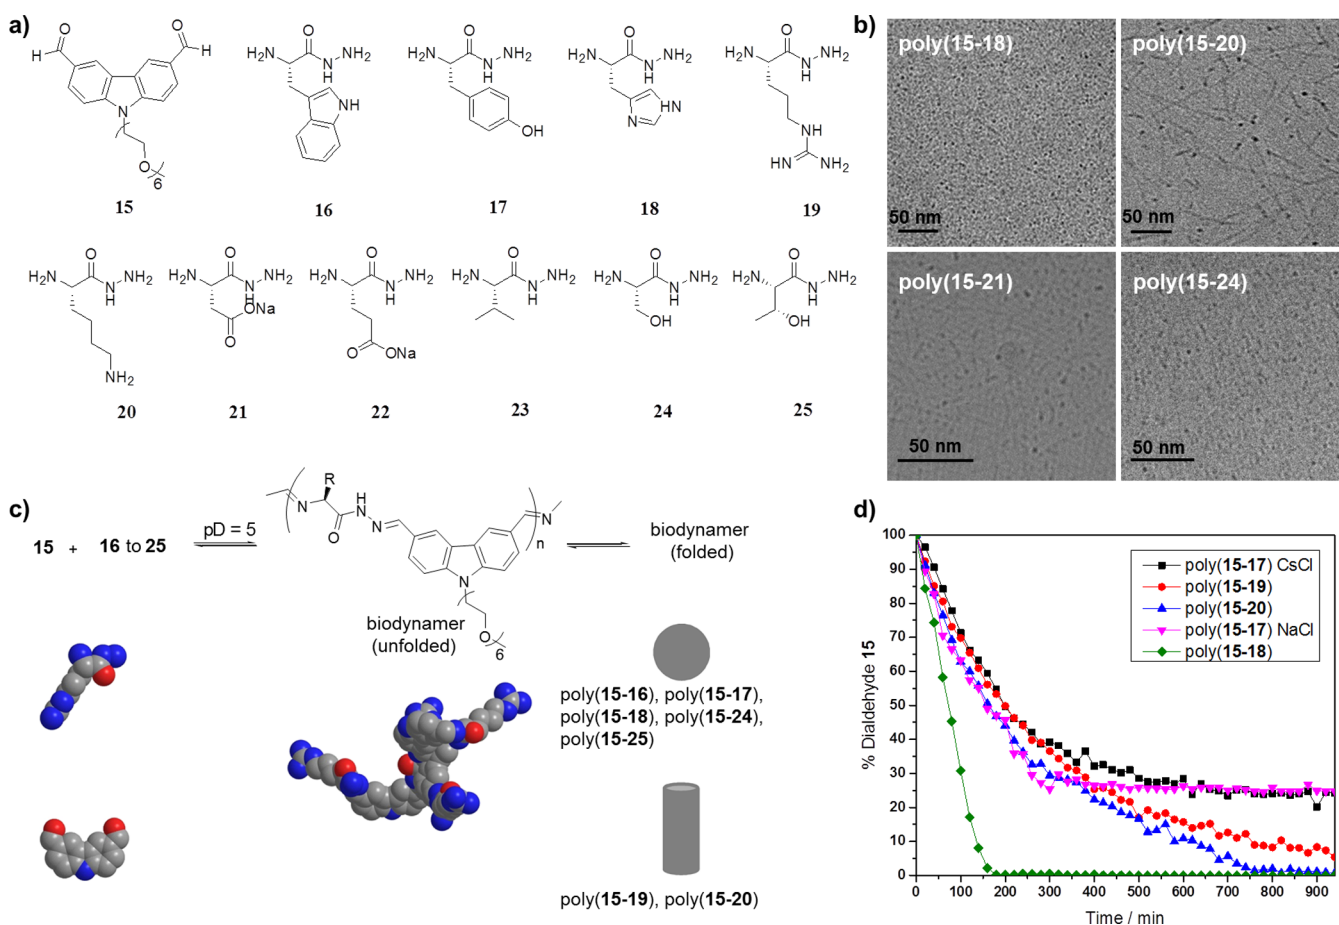 a)
O
H
O
H
N
O
6
15
H2N
O
NH2
N
H
NH
16
H2N
O
NH2
N
H
OH
17
H2N
O
NH2
N
H
HN
N
18
H2N
O
NH2
N
H
NH
HN
NH2
19
H2N
O
NH2
N
H
NH2
20
H2N
O
NH2
N
H
ONa
O
21
H2N
O
NH2
N
H
O
ONa
22
H2N
O
NH2
N
H
23
H2N
O
NH2
N
H
OH
24
H2N
O
NH2
N
H
OH
25
b)
poly(15-18)
50 nm
poly(15-20)
50 nm
poly(15-21)
50 nm
poly(15-24)
50 nm
c)
15 + 16 to 25
pD = 5
N
R
O
H
N
N
N
n
N
O
6
biodynamer
(unfolded)
biodynamer
(folded)
poly(15-16), poly(15-17),
poly(15-18), poly(15-24),
poly(15-25)
poly(15-19), poly(15-20)
d)
% Dialdehyde 15
100
90
80
70
60
50
40
30
20
10
0
poly(15-17) CsCl
poly(15-19)
poly(15-20)
poly(15-17) NaCl
poly(15-18)
0 100 200 300 400 500 600 700 800 900
Time / min